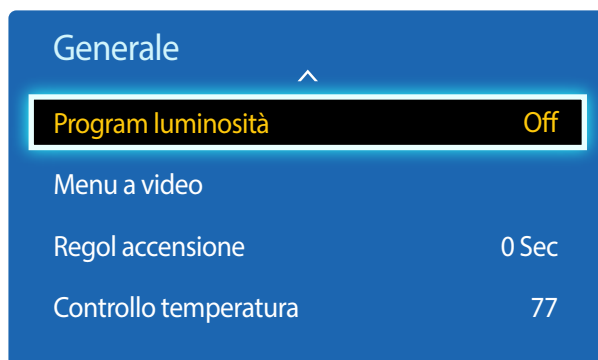 Generale
Program luminosità Off
Menu a video
Regol accensione 0 Sec
Controllo temperatura 77